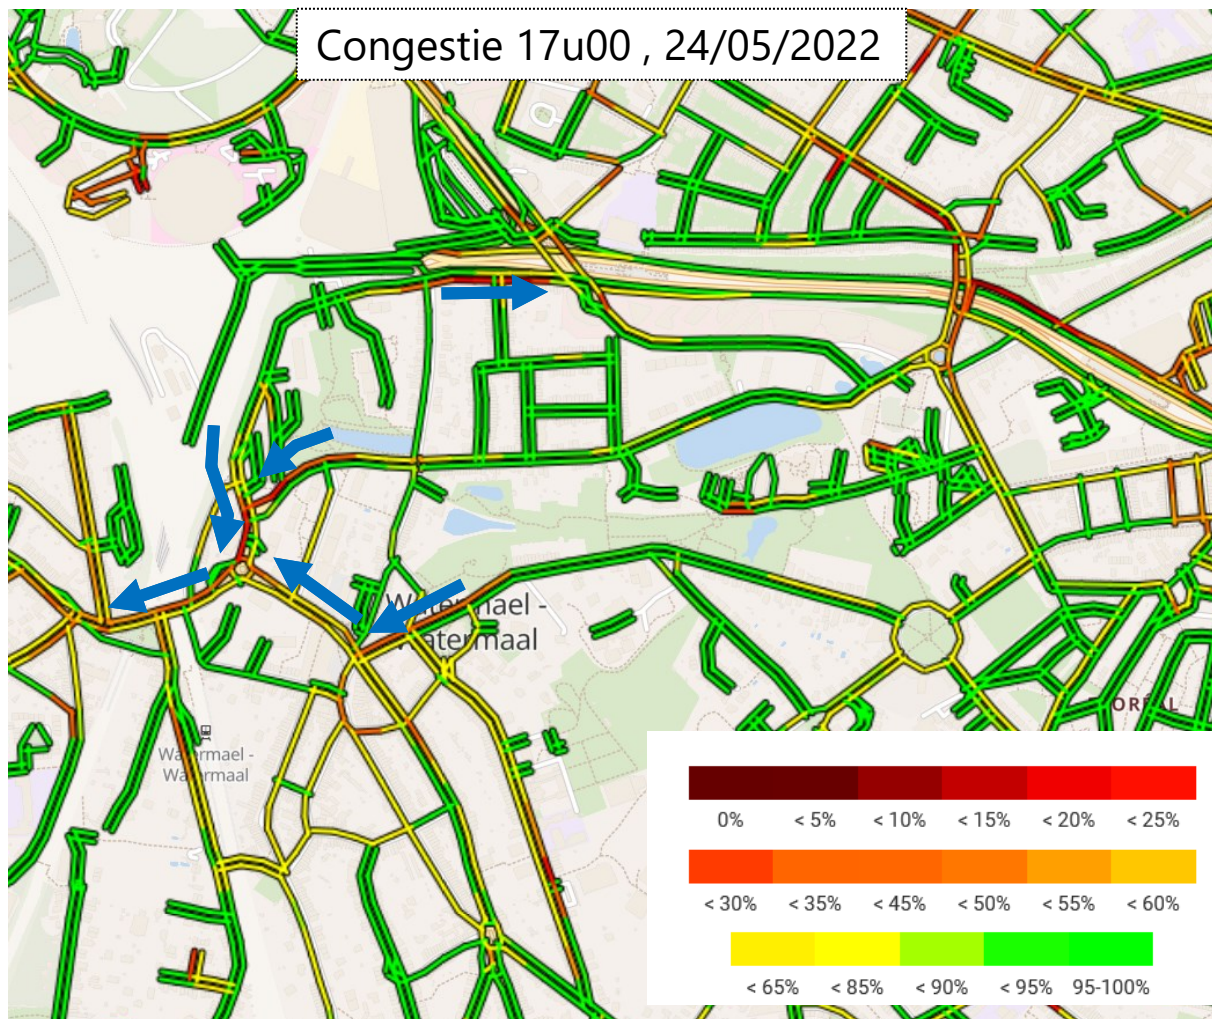 Congestie 17u00 , 24/05/2022
Watermael -
Watermaal
Watermael -
Watermaal
0% < 5% < 10% < 15% < 20% < 25%
< 30% < 35% < 45% < 50% < 55% < 60%
< 65% < 85% < 90% < 95% 95-100%